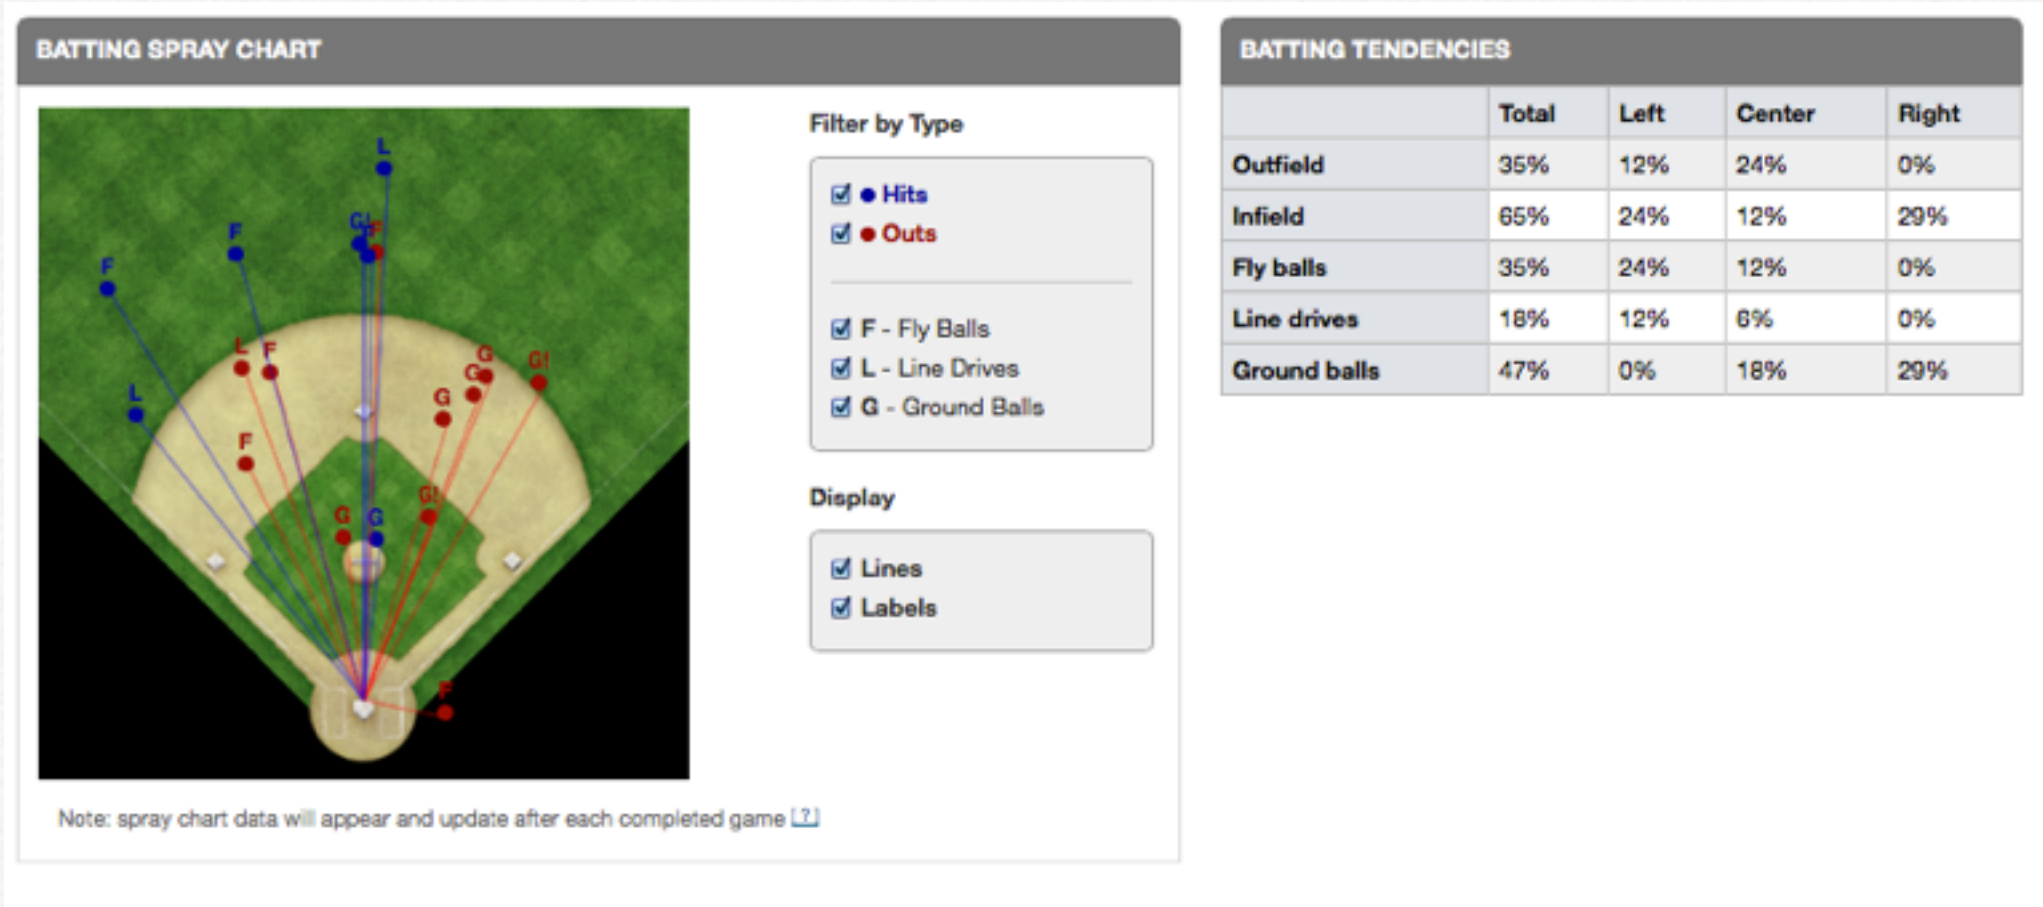 BATTING SPRAY CHART
L
G!
F
F
F
F
L
F
G
G
G!
L
G
F
G!
G
G
F
Note: spray chart data will appear and update after each completed game [?]
Filter by Type
Hits
Outs
F - Fly Balls
L - Line Drives
G - Ground Balls
Display
Lines
Labels
BATTING TENDENCIES
Total Left Center Right
Outfield 35% 12% 24% 0%
Infield 65% 24% 12% 29%
Fly balls 35% 24% 12% 0%
Line drives 18% 12% 6% 0%
Ground balls 47% 0% 18% 29%